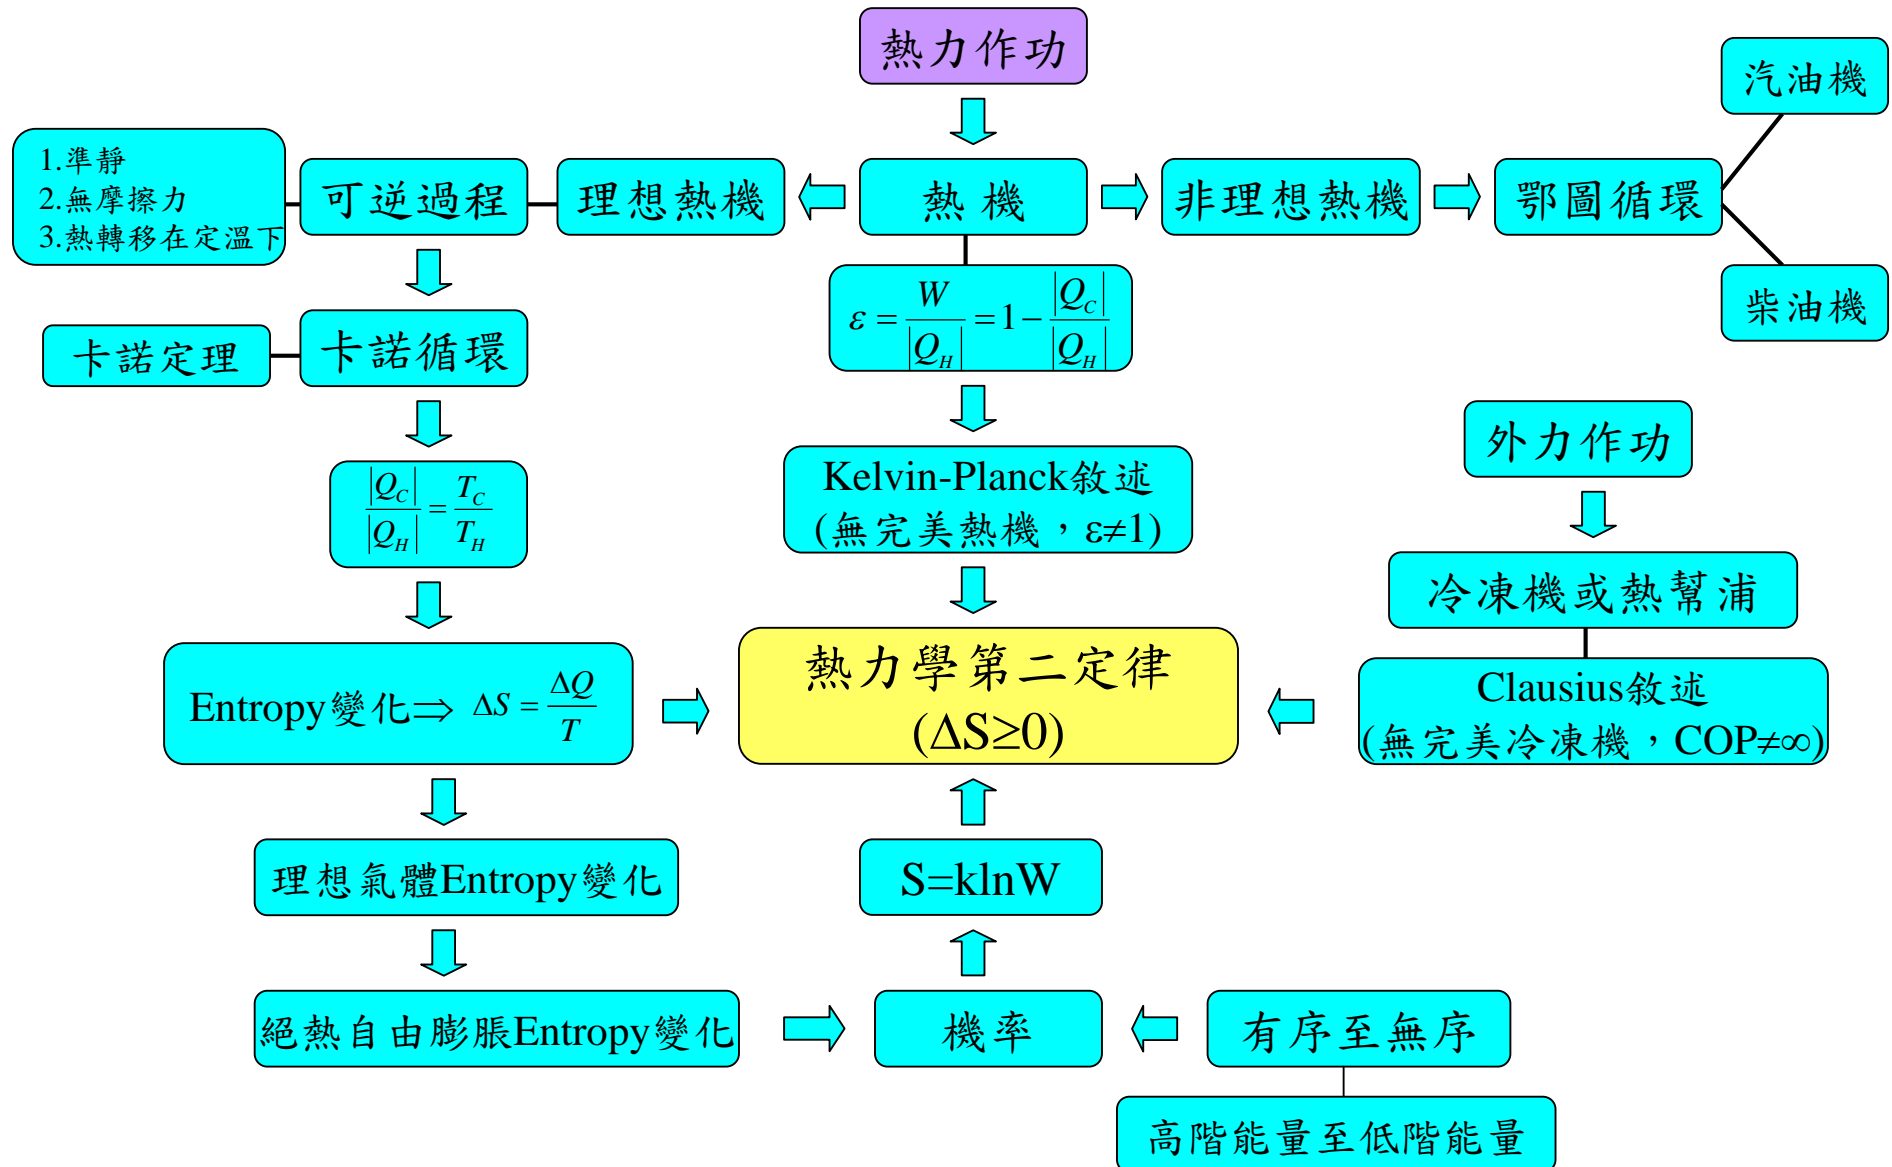 熱力作功
汽油機
1.準靜
2.無摩擦力
3.熱轉移在定溫下
可逆過程
理想熱機
熱機
非理想熱機
鄂圖循環
柴油機
ε = W/|Q_H| = 1 − |Q_C|/|Q_H|
卡諾定理
卡諾循環
外力作功
|Q_C|/|Q_H| = T_C/T_H
Kelvin-Planck敘述
(無完美熱機，ε≠1)
冷凍機或熱幫浦
Entropy變化⇒ ΔS = ΔQ/T
熱力學第二定律
(ΔS≥0)
Clausius敘述
(無完美冷凍機，COP≠∞)
理想氣體Entropy變化
S=klnW
絕熱自由膨脹Entropy變化
機率
有序至無序
高階能量至低階能量